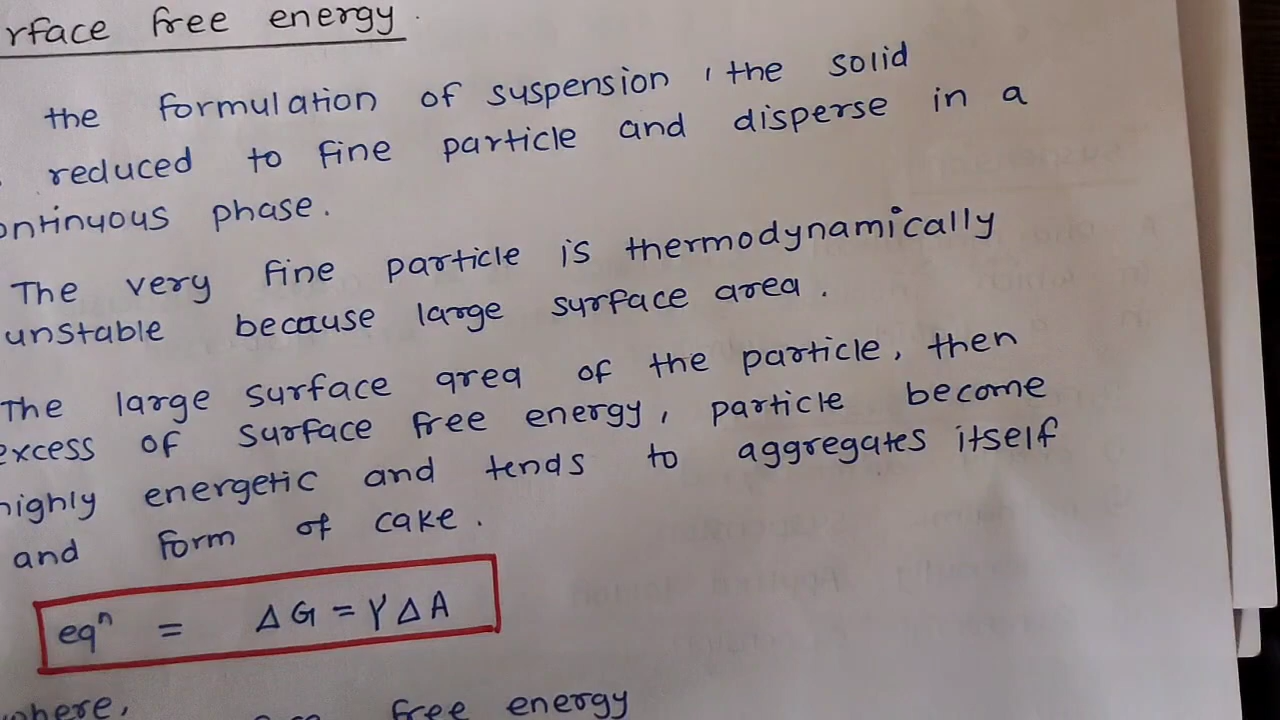 rface free energy.
the formulation of suspension, the solid
reduced to fine particle and disperse in a
ontinuous phase.
The very fine particle is thermodynamically
unstable because large surface area.
The large surface area of the particle, then
excess of surface free energy, particle become
highly energetic and tends to aggregates itself
and form of cake.
eqⁿ = ΔG = γΔA
where,
free energy